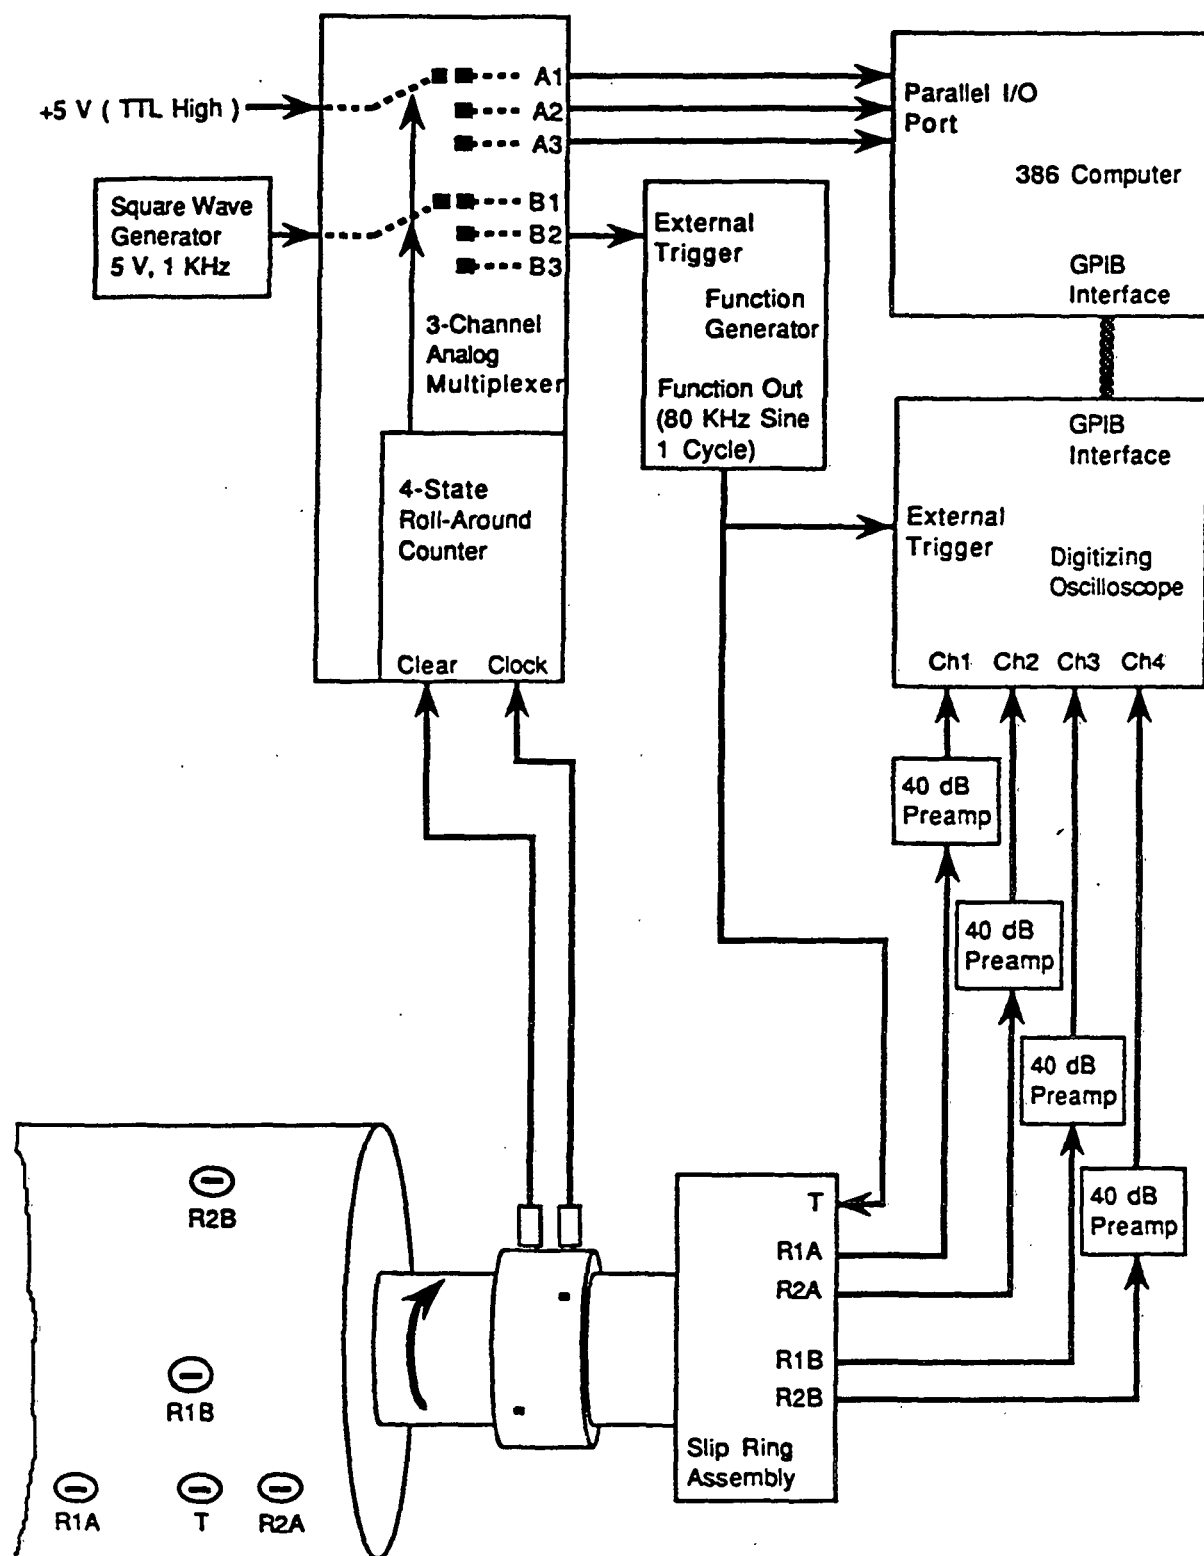 +5 V ( TTL High )
A1
A2
A3
Square Wave
Generator
5 V, 1 KHz
B1
B2
B3
3-Channel
Analog
Multiplexer
4-State
Roll-Around
Counter
Clear
Clock
External
Trigger
Function
Generator
Function Out
(80 KHz Sine
1 Cycle)
Parallel I/O
Port
386 Computer
GPIB
Interface
GPIB
Interface
External
Trigger
Digitizing
Oscilloscope
Ch1
Ch2
Ch3
Ch4
40 dB
Preamp
40 dB
Preamp
40 dB
Preamp
40 dB
Preamp
T
R1A
R2A
R1B
R2B
Slip Ring
Assembly
R2B
R1B
R1A
T
R2A